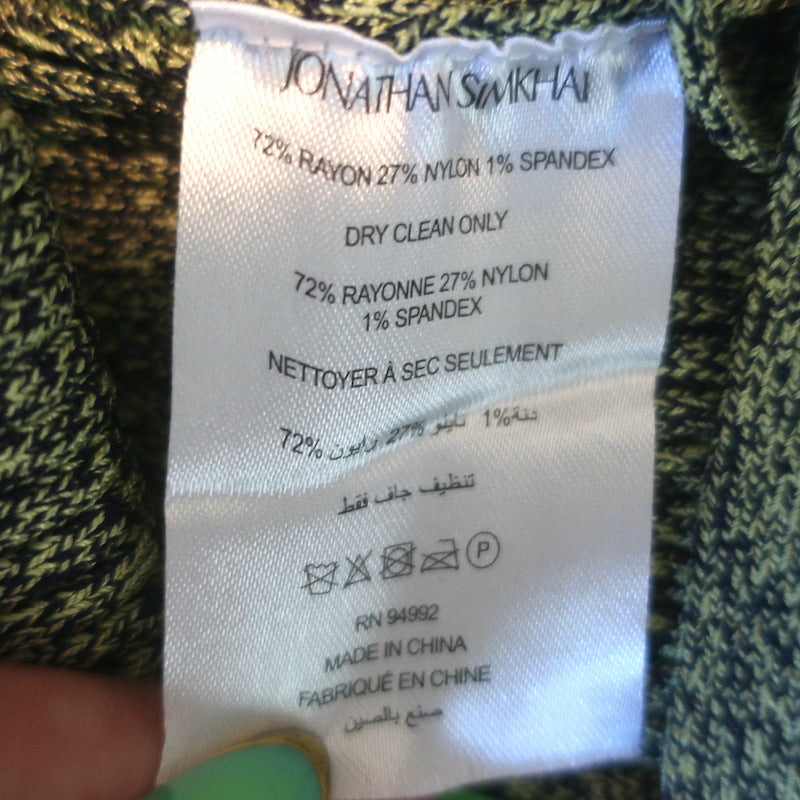 JONATHAN SIMKHAI
72% RAYON 27% NYLON 1% SPANDEX
DRY CLEAN ONLY
72% RAYONNE 27% NYLON
1% SPANDEX
NETTOYER À SEC SEULEMENT
72% رايون 27% نايلو 1% دنة
تنظيف جاف فقط
P
RN 94992
MADE IN CHINA
FABRIQUÉ EN CHINE
صنع بالصين